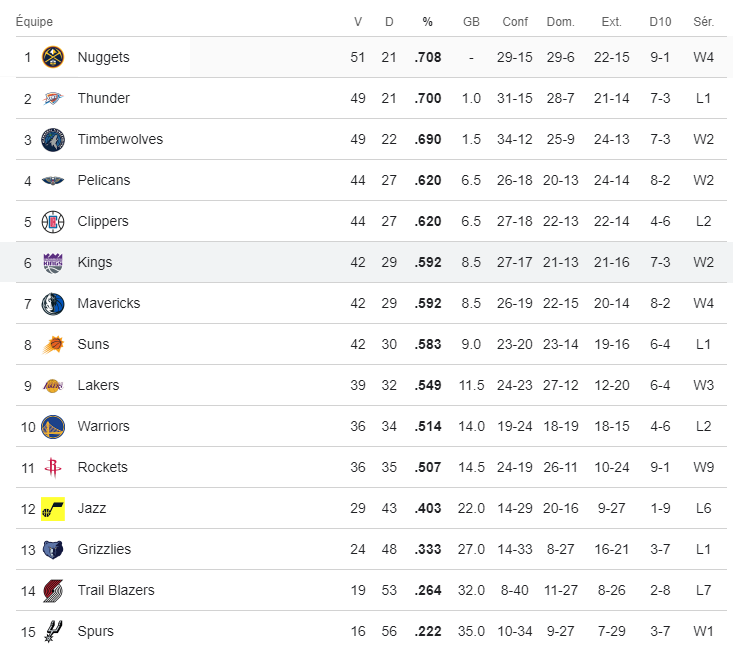 Équipe V D % GB Conf Dom. Ext. D10 Sér.
1 Nuggets 51 21 .708 - 29-15 29-6 22-15 9-1 W4
2 Thunder 49 21 .700 1.0 31-15 28-7 21-14 7-3 L1
3 Timberwolves 49 22 .690 1.5 34-12 25-9 24-13 7-3 W2
4 Pelicans 44 27 .620 6.5 26-18 20-13 24-14 8-2 W2
5 Clippers 44 27 .620 6.5 27-18 22-13 22-14 4-6 L2
6 Kings 42 29 .592 8.5 27-17 21-13 21-16 7-3 W2
7 Mavericks 42 29 .592 8.5 26-19 22-15 20-14 8-2 W4
8 Suns 42 30 .583 9.0 23-20 23-14 19-16 6-4 L1
9 Lakers 39 32 .549 11.5 24-23 27-12 12-20 6-4 W3
10 Warriors 36 34 .514 14.0 19-24 18-19 18-15 4-6 L2
11 Rockets 36 35 .507 14.5 24-19 26-11 10-24 9-1 W9
12 Jazz 29 43 .403 22.0 14-29 20-16 9-27 1-9 L6
13 Grizzlies 24 48 .333 27.0 14-33 8-27 16-21 3-7 L1
14 Trail Blazers 19 53 .264 32.0 8-40 11-27 8-26 2-8 L7
15 Spurs 16 56 .222 35.0 10-34 9-27 7-29 3-7 W1